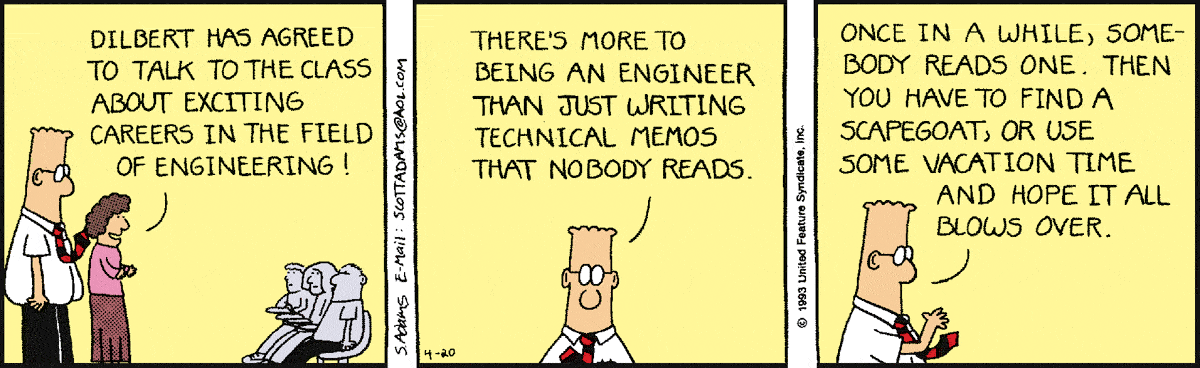 DILBERT HAS AGREED
TO TALK TO THE CLASS
ABOUT EXCITING
CAREERS IN THE FIELD
OF ENGINEERING!
S.Adams E-Mail: SCOTTADAMS@AOL.COM
THERE'S MORE TO
BEING AN ENGINEER
THAN JUST WRITING
TECHNICAL MEMOS
THAT NOBODY READS.
4-20
© 1993 United Feature Syndicate, Inc.
ONCE IN A WHILE, SOME-
BODY READS ONE. THEN
YOU HAVE TO FIND A
SCAPEGOAT, OR USE
SOME VACATION TIME
AND HOPE IT ALL
BLOWS OVER.